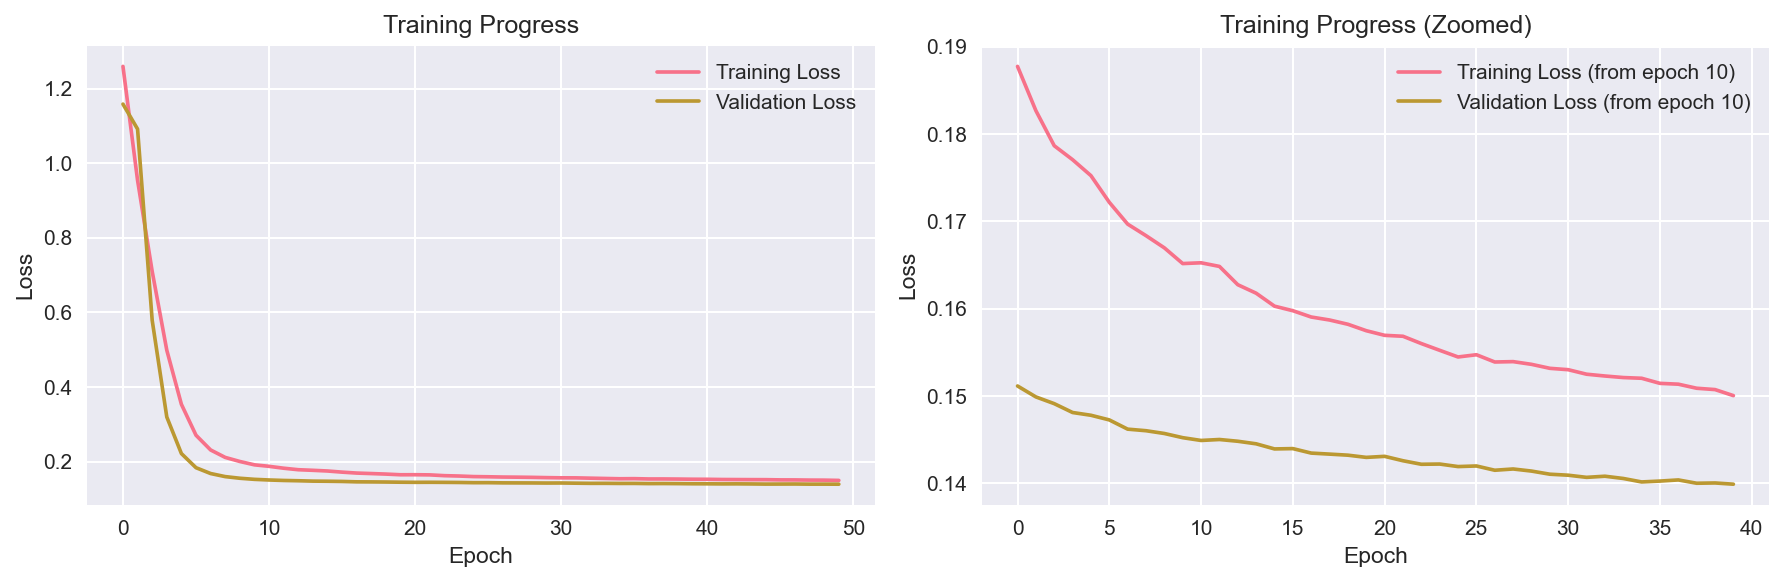 Training Progress
Training Loss
Validation Loss
1.2
1.0
0.8
0.6
0.4
0.2
Loss
0 10 20 30 40 50
Epoch
Training Progress (Zoomed)
Training Loss (from epoch 10)
Validation Loss (from epoch 10)
0.19
0.18
0.17
0.16
0.15
0.14
Loss
0 5 10 15 20 25 30 35 40
Epoch